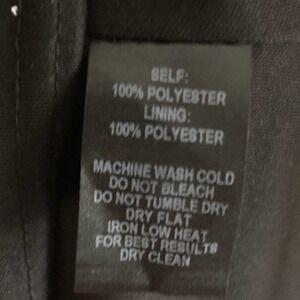 SELF:
100% POLYESTER
LINING:
100% POLYESTER
MACHINE WASH COLD
DO NOT BLEACH
DO NOT TUMBLE DRY
DRY FLAT
IRON LOW HEAT
FOR BEST RESULTS
DRY CLEAN